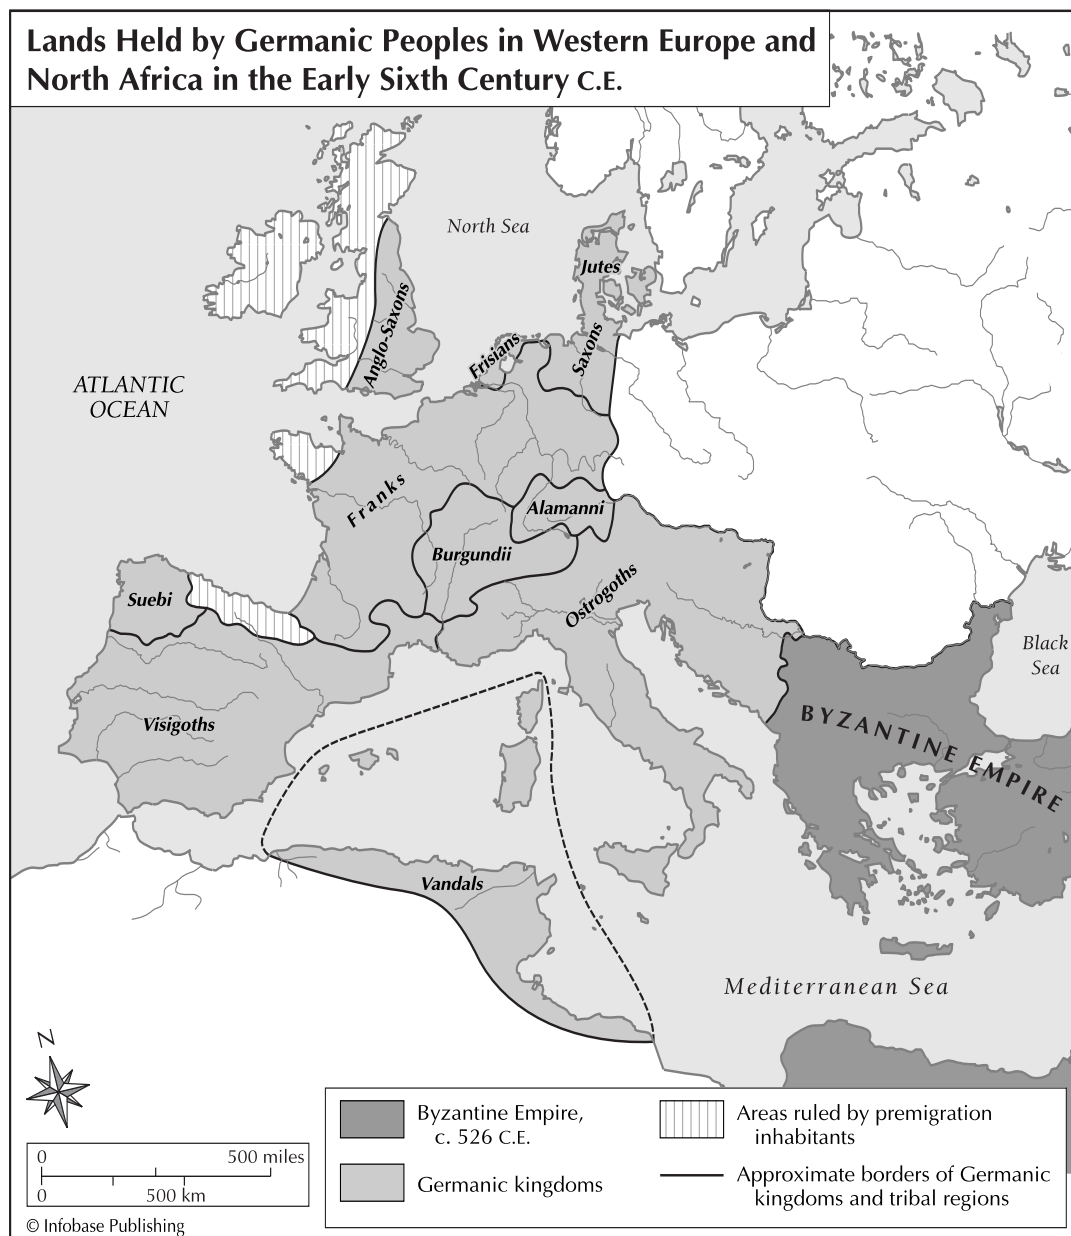 Lands Held by Germanic Peoples in Western Europe and
North Africa in the Early Sixth Century C.E.
North Sea
Jutes
Anglo-Saxons
Frisians
Saxons
ATLANTIC
OCEAN
Franks
Alamanni
Burgundii
Suebi
Ostrogoths
Black
Sea
Visigoths
BYZANTINE EMPIRE
Vandals
Mediterranean Sea
N
0 500 miles
0 500 km
© Infobase Publishing
Byzantine Empire,
c. 526 C.E.
Germanic kingdoms
Areas ruled by premigration
inhabitants
Approximate borders of Germanic
kingdoms and tribal regions